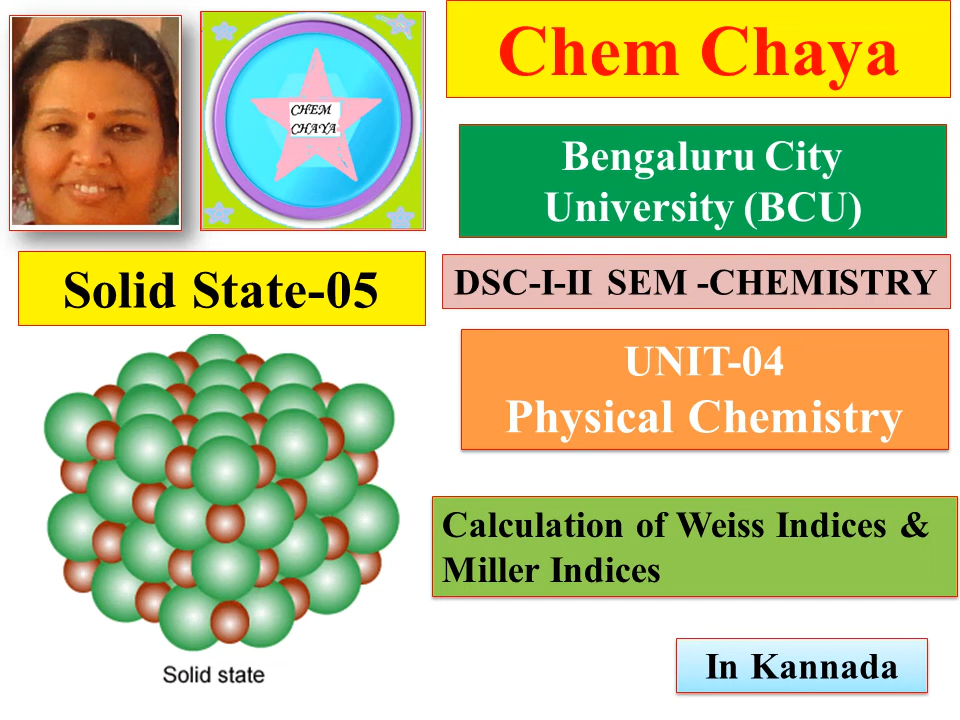 Chem Chaya
CHEM
CHAYA
Bengaluru City
University (BCU)
Solid State-05
DSC-I-II SEM -CHEMISTRY
UNIT-04
Physical Chemistry
Calculation of Weiss Indices &
Miller Indices
Solid state
In Kannada